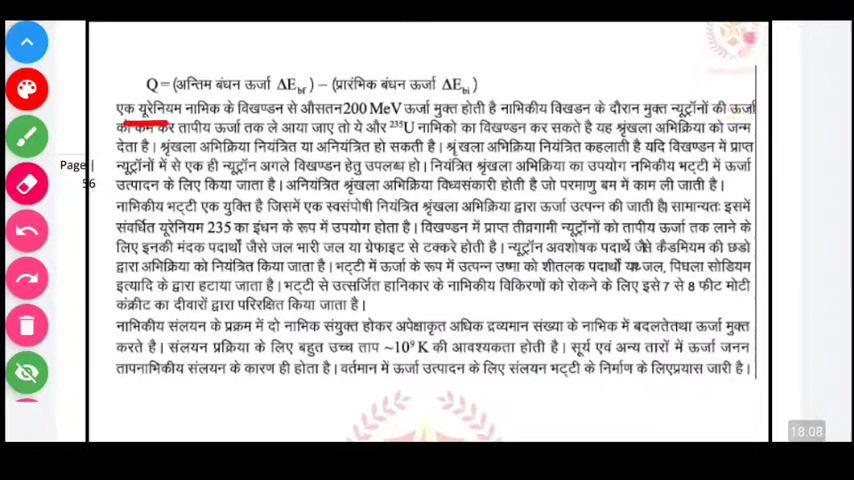 Q = (अन्तिम बंधन ऊर्जा ΔE_bf) − (प्रारंभिक बंधन ऊर्जा ΔE_bi)
एक यूरेनियम नाभिक के विखण्डन से औसतन 200 MeV ऊर्जा मुक्त होती है नाभिकीय विखडन के दौरान मुक्त न्यूट्रॉनों की ऊर्जा
को कम कर तापीय ऊर्जा तक ले आया जाए तो ये और ²³⁵U नाभिको का विखण्डन कर सकते है यह श्रृंखला अभिक्रिया को जन्म
देता है। श्रृंखला अभिक्रिया नियंत्रित या अनियंत्रित हो सकती है। श्रृंखला अभिक्रिया नियंत्रित कहलाती है यदि विखण्डन में प्राप्त
Page | न्यूट्रॉनों में से एक ही न्यूट्रॉन अगले विखण्डन हेतु उपलब्ध हो। नियंत्रित श्रृंखला अभिक्रिया का उपयोग नभिकीय भट्टी में ऊर्जा
56 उत्पादन के लिए किया जाता है। अनियंत्रित श्रृंखला अभिक्रिया विध्वसंकारी होती है जो परमाणु बम में काम ली जाती है।
नाभिकीय भट्टी एक युक्ति है जिसमें एक स्वसंपोषी नियंत्रित श्रृंखला अभिक्रिया द्वारा ऊर्जा उत्पन्न की जाती है। सामान्यतः इसमें
संवर्धित यूरेनियम 235 का इंधन के रूप में उपयोग होता है। विखण्डन में प्राप्त तीव्रगामी न्यूट्रॉनों को तापीय ऊर्जा तक लाने के
लिए इनकी मंदक पदार्थो जैसे जल भारी जल या ग्रेफाइट से टक्करे होती है। न्यूट्रॉन अवशोषक पदार्थे जैसे कैडमियम की छडो
द्वारा अभिक्रिया को नियंत्रित किया जाता है। भट्टी में ऊर्जा के रूप में उत्पन्न उष्मा को शीतलक पदार्थो जल, पिघला सोडियम
इत्यादि के द्वारा हटाया जाता है। भट्टी से उत्सर्जित हानिकार के नाभिकीय विकिरणों को रोकने के लिए इसे 7 से 8 फीट मोटी
कंक्रीट का दीवारों द्वारा परिरक्षित किया जाता है।
नाभिकीय संलयन के प्रक्रम में दो नाभिक संयुक्त होकर अपेक्षाकृत अधिक द्रव्यमान संख्या के नाभिक में बदलतेतथा ऊर्जा मुक्त
करते है। संलयन प्रक्रिया के लिए बहुत उच्च ताप ~10⁹ K की आवश्यकता होती है। सूर्य एवं अन्य तारों में ऊर्जा जनन
तापनाभिकीय संलयन के कारण ही होता है। वर्तमान में ऊर्जा उत्पादन के लिए संलयन भट्टी के निर्माण के लिएप्रयास जारी है।
18:08